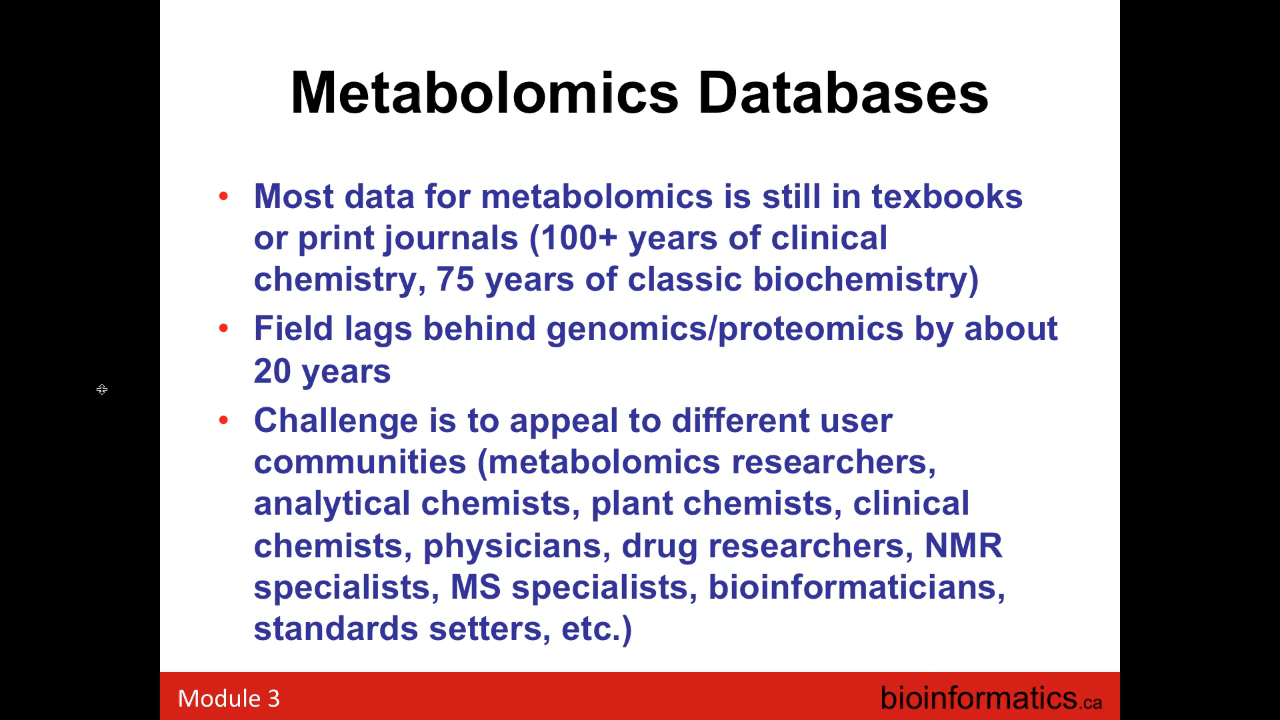 Metabolomics Databases
• Most data for metabolomics is still in texbooks
or print journals (100+ years of clinical
chemistry, 75 years of classic biochemistry)
• Field lags behind genomics/proteomics by about
20 years
• Challenge is to appeal to different user
communities (metabolomics researchers,
analytical chemists, plant chemists, clinical
chemists, physicians, drug researchers, NMR
specialists, MS specialists, bioinformaticians,
standards setters, etc.)
Module 3
bioinformatics.ca